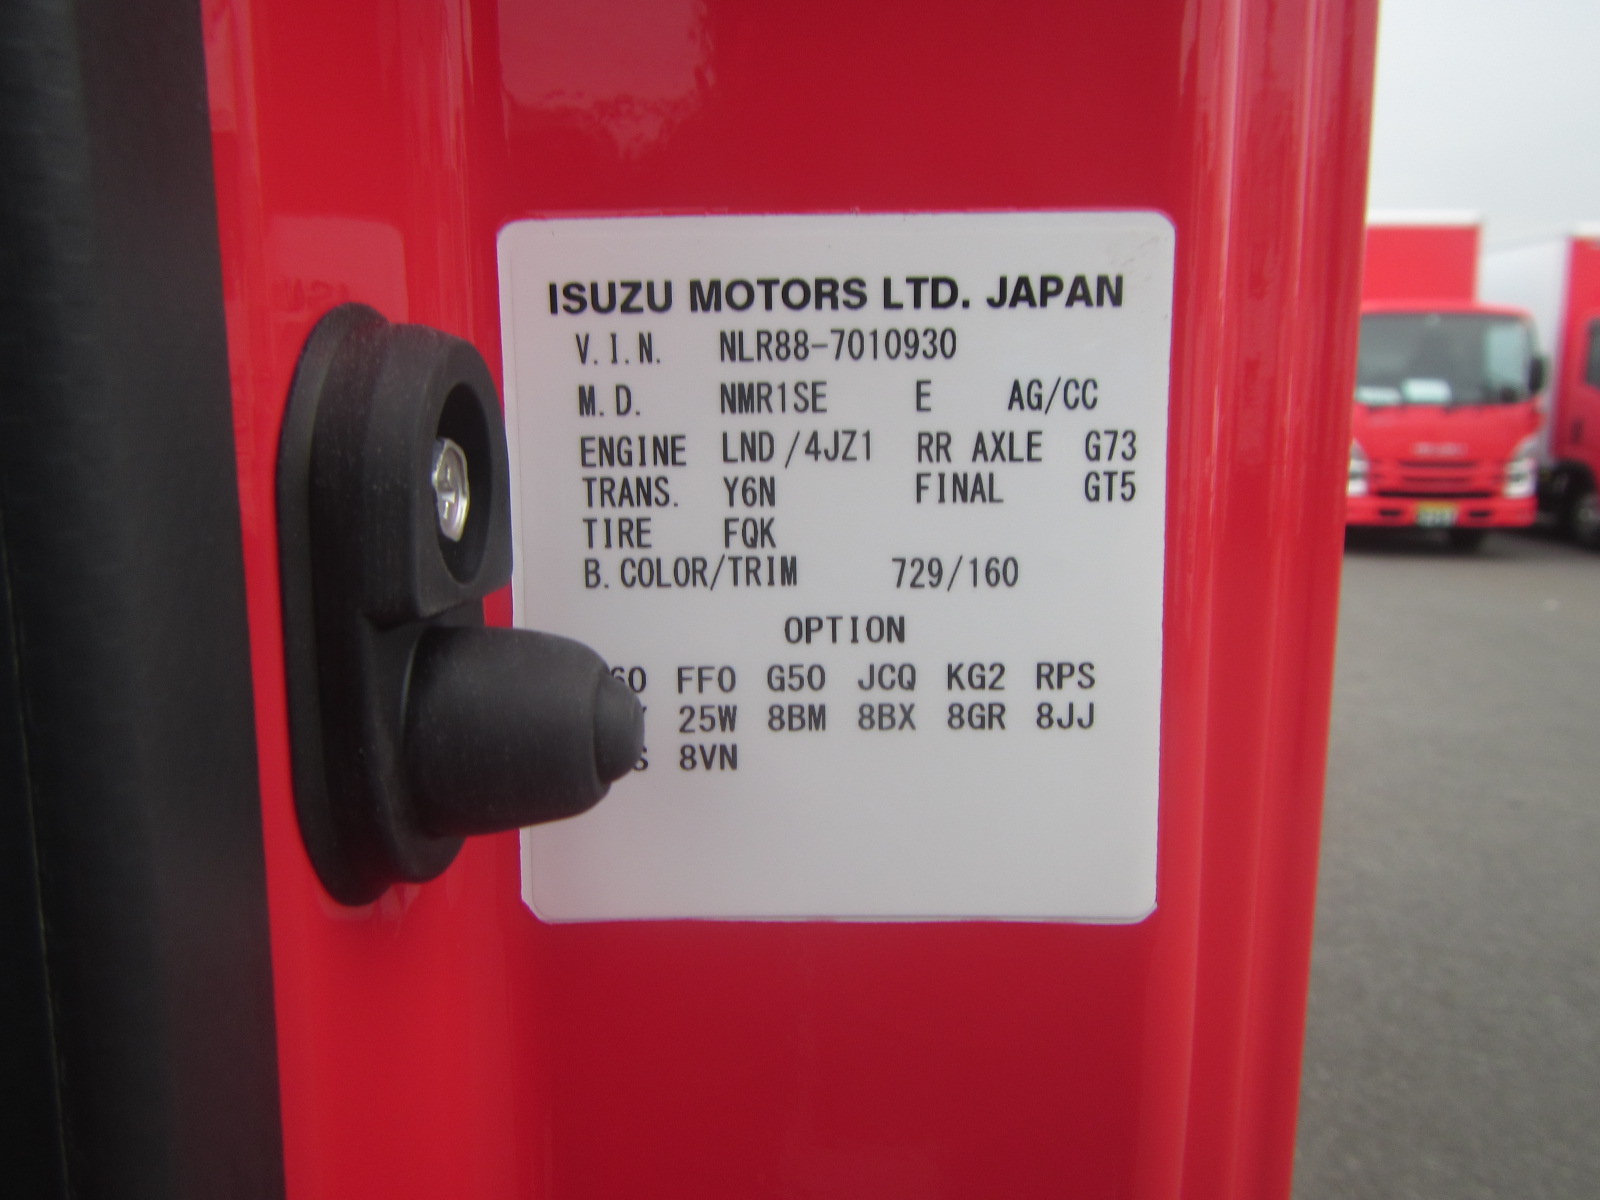 ISUZU MOTORS LTD. JAPAN
V.I.N. NLR88-7010930
M.D. NMR1SE E AG/CC
ENGINE LND/4JZ1 RR AXLE G73
TRANS. Y6N FINAL GT5
TIRE FQK
B.COLOR/TRIM 729/160
OPTION
FF0 G50 JCQ KG2 RPS
25W 8BM 8BX 8GR 8JJ
8VN